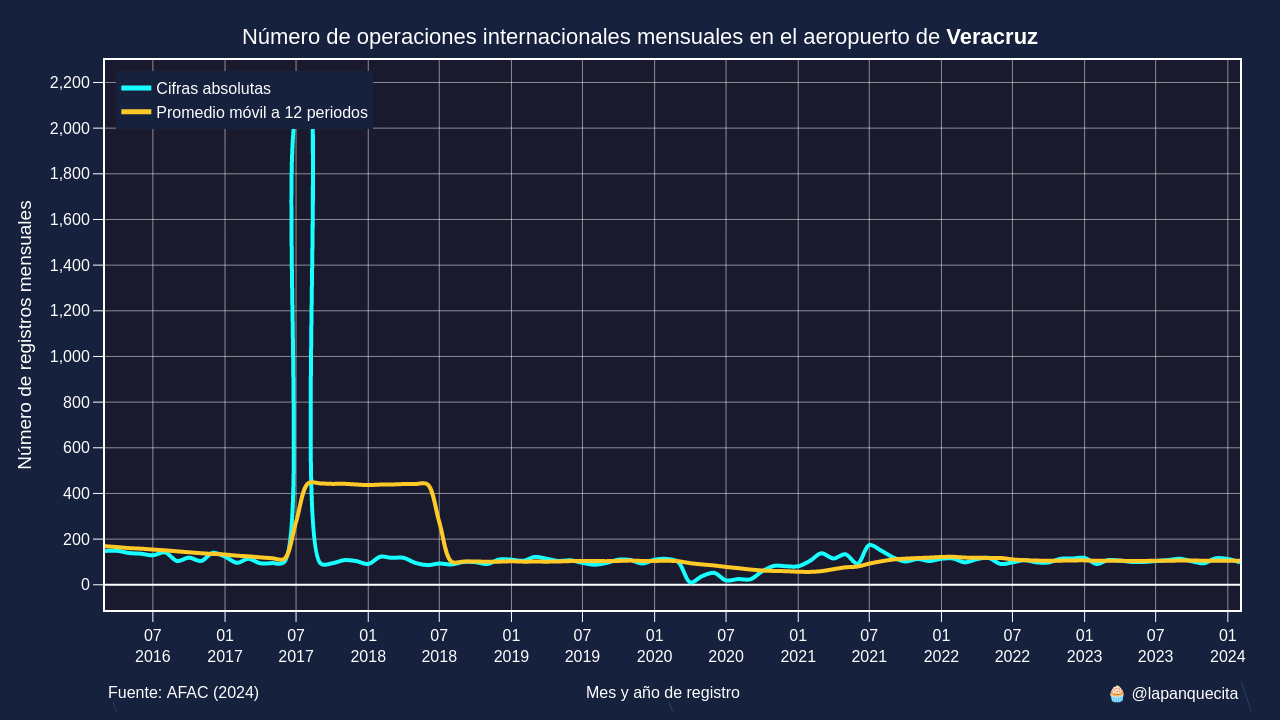 Número de operaciones internacionales mensuales en el aeropuerto de Veracruz
Cifras absolutas
Promedio móvil a 12 periodos
Número de registros mensuales
2,200
2,000
1,800
1,600
1,400
1,200
1,000
800
600
400
200
0
07 01 07 01 07 01 07 01 07 01 07 01 07 01 07 01
2016 2017 2017 2018 2018 2019 2019 2020 2020 2021 2021 2022 2022 2023 2023 2024
Fuente: AFAC (2024)
Mes y año de registro
🧁 @lapanquecita